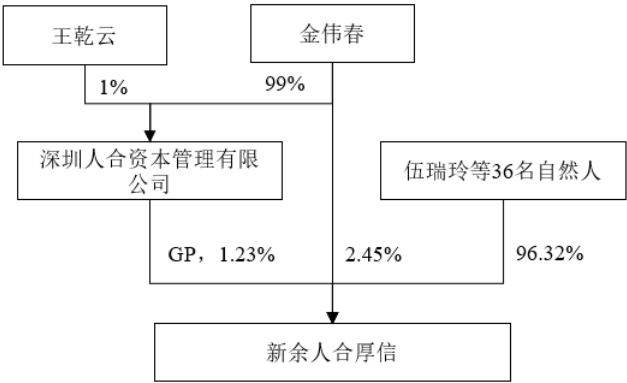 王乾云
金伟春
1%
99%
深圳人合资本管理有限
公司
伍瑞玲等36名自然人
GP，1.23%
2.45%
96.32%
新余人合厚信